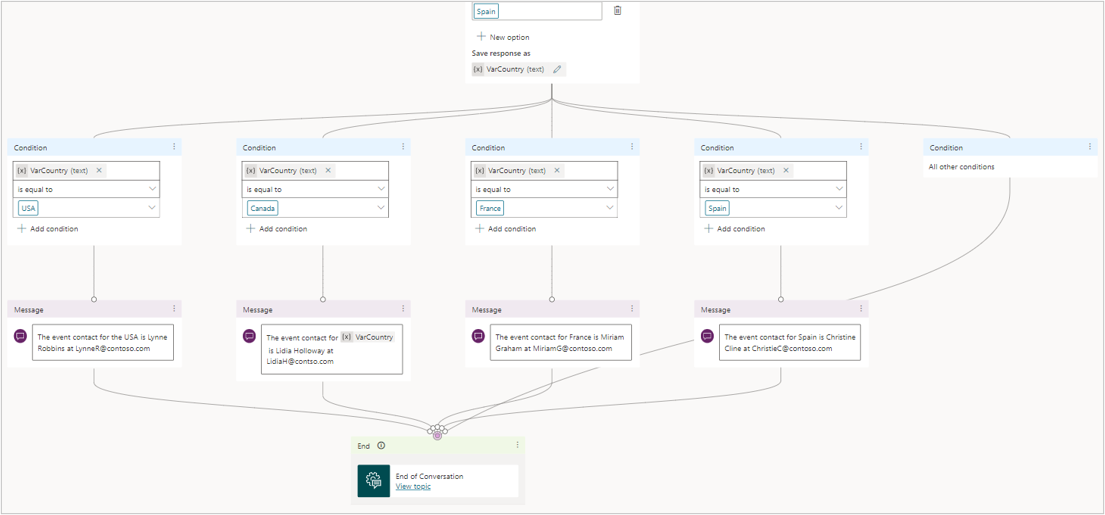 Spain
New option
Save response as
{x} VarCountry (text)
Condition
{x} VarCountry (text)
is equal to
USA
Add condition
Condition
{x} VarCountry (text)
is equal to
Canada
Add condition
Condition
{x} VarCountry (text)
is equal to
France
Add condition
Condition
{x} VarCountry (text)
is equal to
Spain
Add condition
Condition
All other conditions
Message
The event contact for the USA is Lynne
Robbins at LynneR@contoso.com
Message
The event contact for {x} VarCountry
is Lidia Holloway at
LidiaH@contso.com
Message
The event contact for France is Miriam
Graham at MiriamG@contoso.com
Message
The event contact for Spain is Christine
Cline at ChristieC@contoso.com
End
End of Conversation
View topic